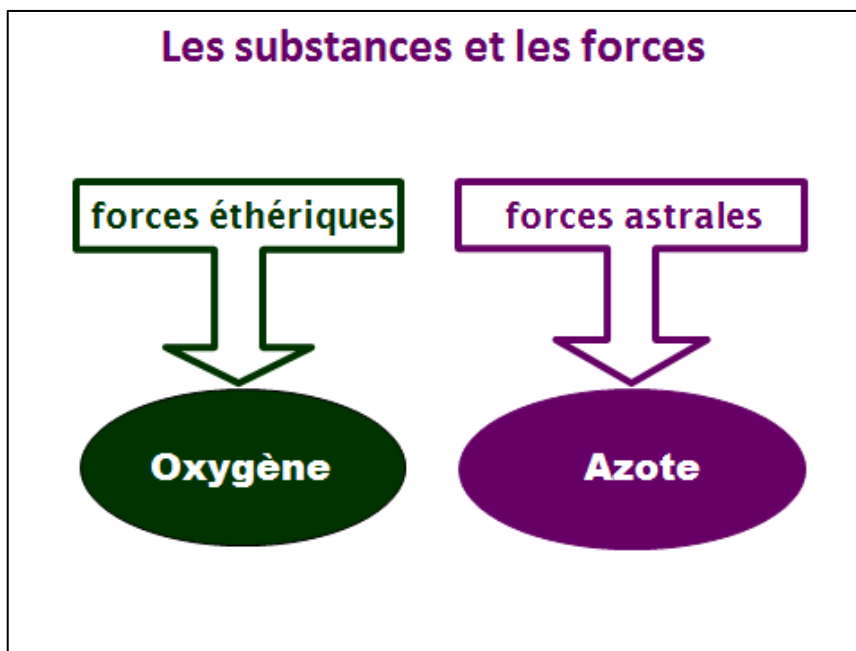 Les substances et les forces
forces éthériques
forces astrales
Oxygène
Azote